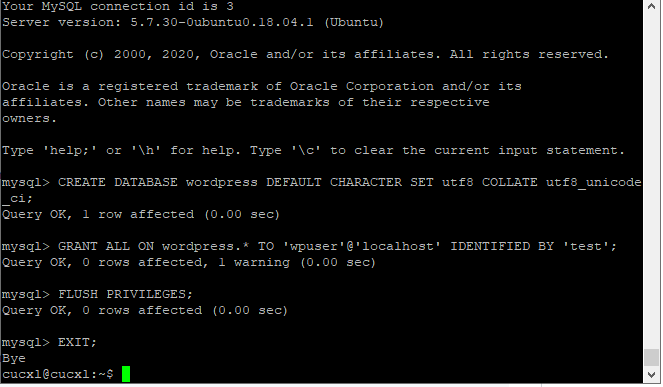 Your MySQL connection id is 3
Server version: 5.7.30-0ubuntu0.18.04.1 (Ubuntu)
Copyright (c) 2000, 2020, Oracle and/or its affiliates. All rights reserved.
Oracle is a registered trademark of Oracle Corporation and/or its
affiliates. Other names may be trademarks of their respective
owners.
Type 'help;' or '\h' for help. Type '\c' to clear the current input statement.
mysql> CREATE DATABASE wordpress DEFAULT CHARACTER SET utf8 COLLATE utf8_unicode
_ci;
Query OK, 1 row affected (0.00 sec)
mysql> GRANT ALL ON wordpress.* TO 'wpuser'@'localhost' IDENTIFIED BY 'test';
Query OK, 0 rows affected, 1 warning (0.00 sec)
mysql> FLUSH PRIVILEGES;
Query OK, 0 rows affected (0.00 sec)
mysql> EXIT;
Bye
cucxl@cucxl:~$